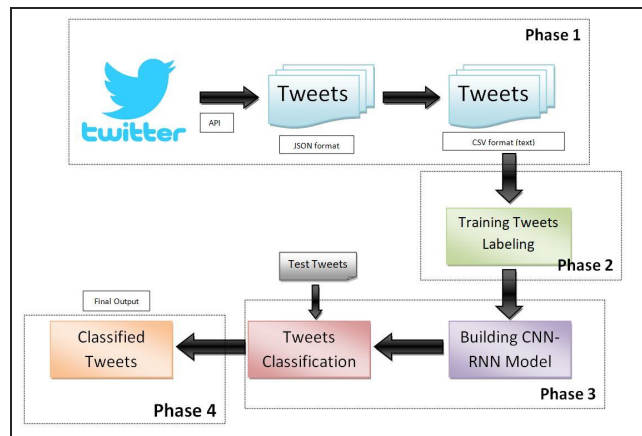 Phase 1
twitter
API
Tweets
JSON format
Tweets
CSV format (text)
Training Tweets
Labeling
Phase 2
Test Tweets
Final Output
Classified
Tweets
Tweets
Classification
Building CNN-
RNN Model
Phase 3
Phase 4